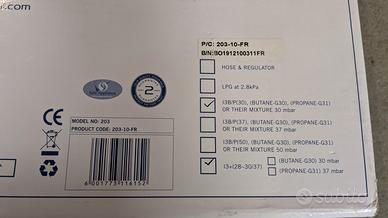 .com
P/C: 203-10-FR
B/N:BO1912100311FR
HOSE & REGULATOR
LPG at 2.8kPa
I3B/P(30), (BUTANE-G30), (PROPANE-G31)
OR THEIR MIXTURE 30 mbar
I3B/P(37), (BUTANE-G30), (PROPANE-G31)
OR THEIR MIXTURE 37 mbar
I3B/P(50), (BUTANE-G30), (PROPANE-G31)
OR THEIR MIXTURE 50 mbar
I3+(28-30/37)
(BUTANE-G30) 30 mbar
(PROPANE-G31) 37 mbar
2
CE
MODEL NO: 203
PRODUCT CODE: 203-10-FR
6001773116152
subito